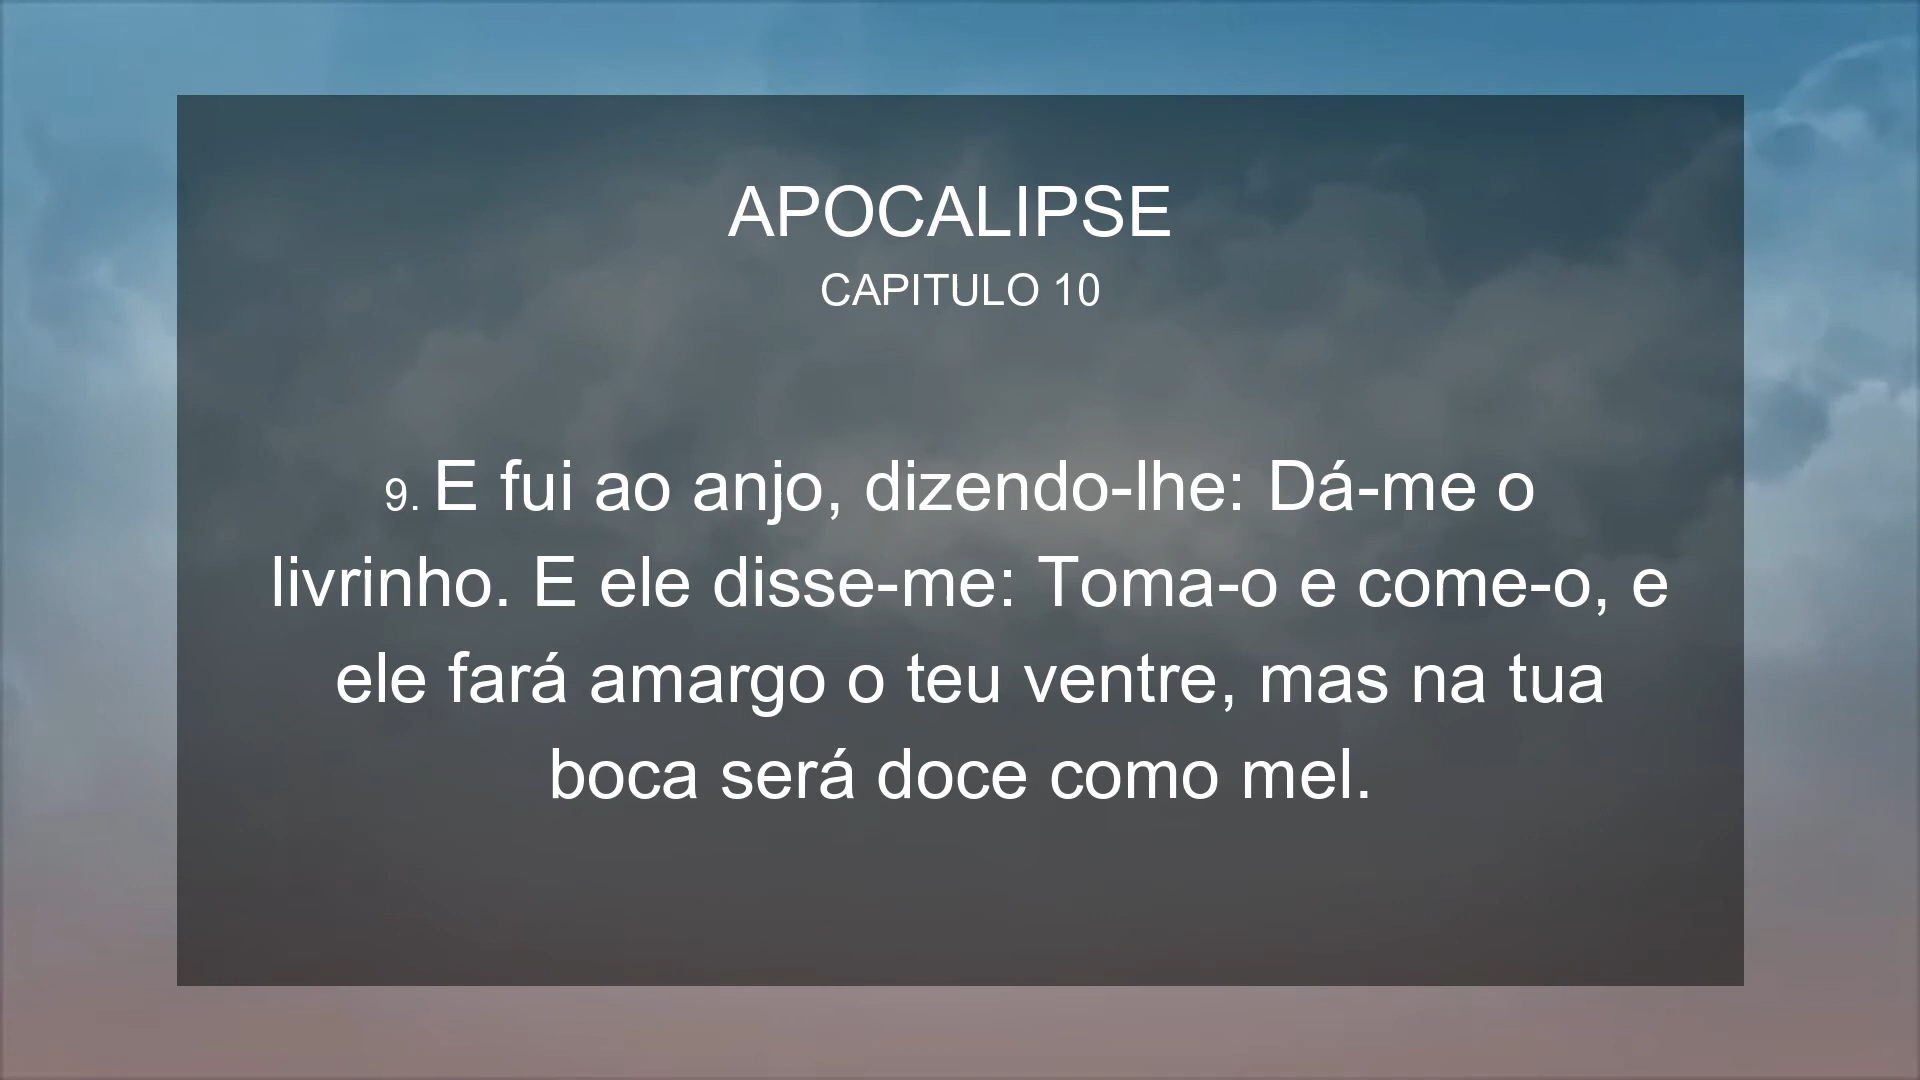 APOCALIPSE
CAPITULO 10
9. E fui ao anjo, dizendo-lhe: Dá-me o
livrinho. E ele disse-me: Toma-o e come-o, e
ele fará amargo o teu ventre, mas na tua
boca será doce como mel.